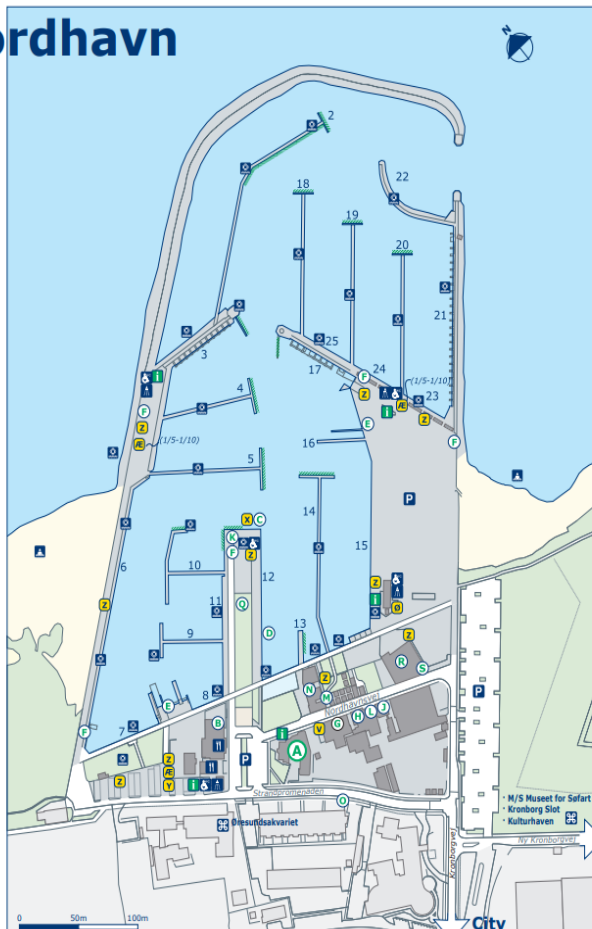 ordhavn
N
2
18
22
19
20
21
25
3
17
24
i
F
(1/5-1/10)
F
Z
Æ
23
4
i
Z
F
Z
E
F
Æ
(1/5-1/10)
16
5
14
P
X
C
K
F
Z
15
6
10
12
Z
11
Q
i
Z
Ø
9
D
13
Z
R
S
Z
N
M
8
E
Nordhavnsvej
P
F
B
V
G
H
L
J
7
i
A
Z
Z
Æ
Y
i
P
Strandpromenaden
O
Øresundsakvariet
· M/S Museet for Søfart
· Kronborg Slot
· Kulturhaven
Ny Kronborgvej
Kronborgvej
0 50m 100m
City